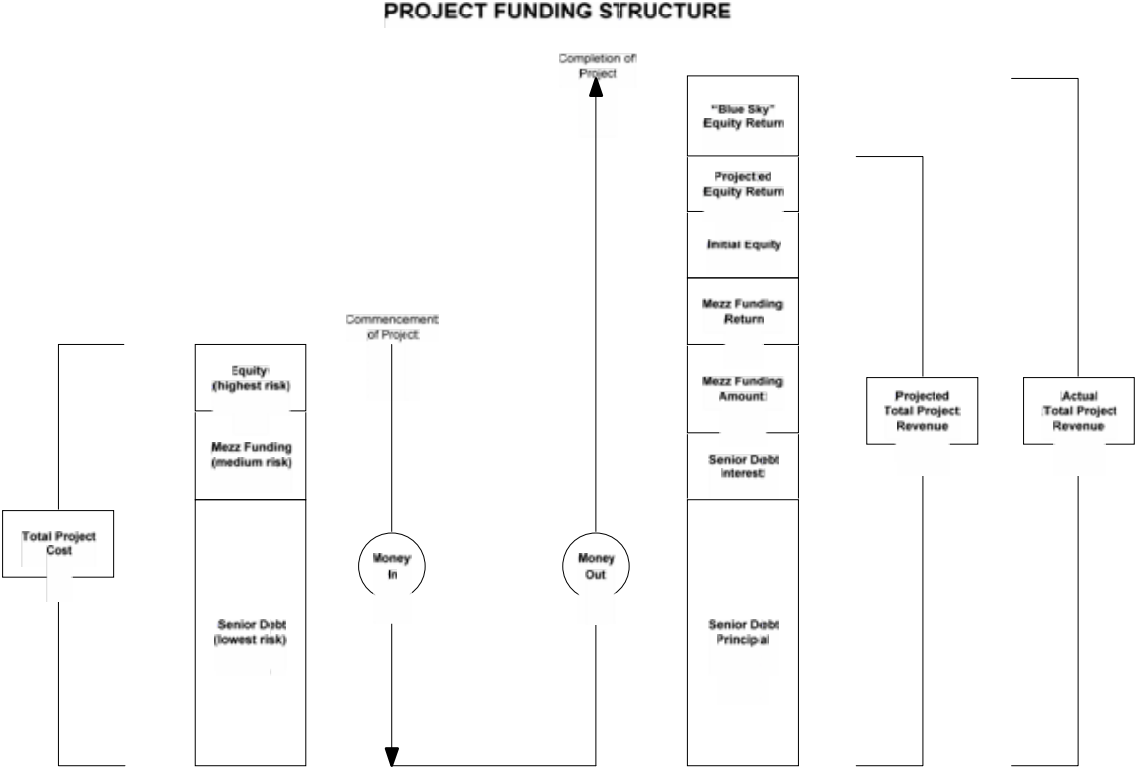 PROJECT FUNDING STRUCTURE
Completion of
Project
"Blue Sky"
Equity Return
Projected
Equity Return
Initial Equity
Mezz Funding
Return
Commencement
of Project
Equity
(highest risk)
Mezz Funding
Amount
Projected
Total Project
Revenue
Actual
Total Project
Revenue
Mezz Funding
(medium risk)
Senior Debt
Interest
Total Project
Cost
Money
In
Money
Out
Senior Debt
(lowest risk)
Senior Debt
Principal